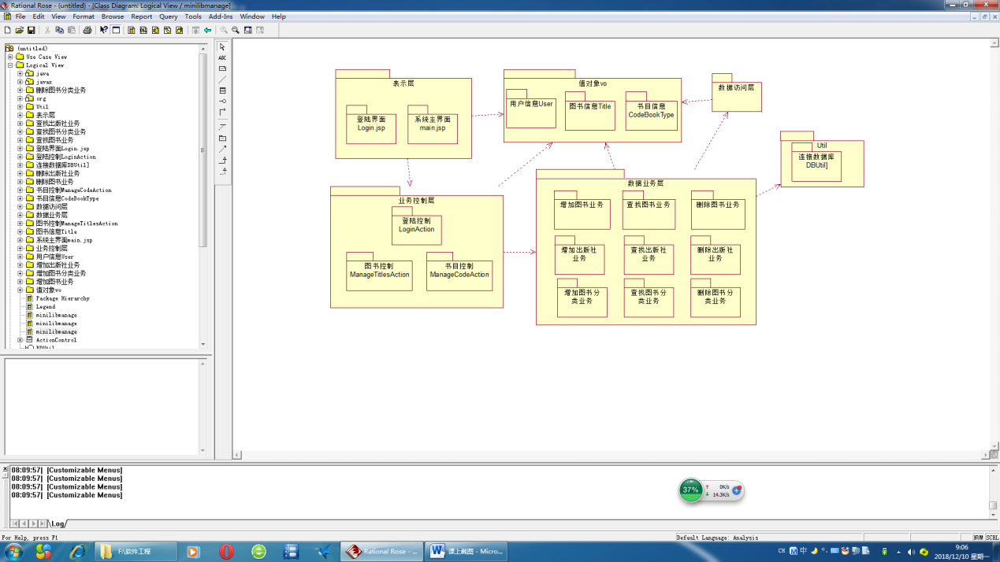 Rational Rose - (untitled) - [Class Diagram: Logical View / minilibmanage]
File Edit View Format Browse Report Query Tools Add-Ins Window Help
(untitled)
Use Case View
Logical View
java
javax
删除图书分类业务
org
Util
表示层
查找出版社业务
查找图书分类业务
查找图书业务
登陆界面Login.jsp
登陆控制LoginAction
连接数据库DBUtil]
删除出版社业务
删除图书业务
书目控制ManageCodeAction
书目信息CodeBookType
数据访问层
数据业务层
图书控制ManageTitlesAction
图书信息Title
系统主界面main.jsp
业务控制层
用户信息User
增加出版社业务
增加图书分类业务
增加图书业务
值对象vo
Package Hierarchy
Legend
minilibmanage
minilibmanage
minilibmanage
ActionControl
DBUtil
ABC
表示层
登陆界面
Login.jsp
系统主界面
main.jsp
值对象vo
用户信息User
图书信息Title
书目信息
CodeBookType
数据访问层
Util
连接数据库
DBUtil]
业务控制层
登陆控制
LoginAction
图书控制
ManageTitlesAction
书目控制
ManageCodeAction
数据业务层
增加图书业务
查找图书业务
删除图书业务
增加出版社
业务
查找出版社
业务
删除出版社
业务
增加图书分
类业务
查找图书分
类业务
删除图书分
类业务
08:09:57| [Customizable Menus]
08:09:57| [Customizable Menus]
08:09:57| [Customizable Menus]
08:09:57| [Customizable Menus]
37%
0K/s
14.3K/s
Log
For Help, press F1
Default Language: Analysis
NUM SCRL
F:\软件工程
Rational Rose - ...
课上截图 - Micro...
CK
中
9:06
2018/12/10 星期一